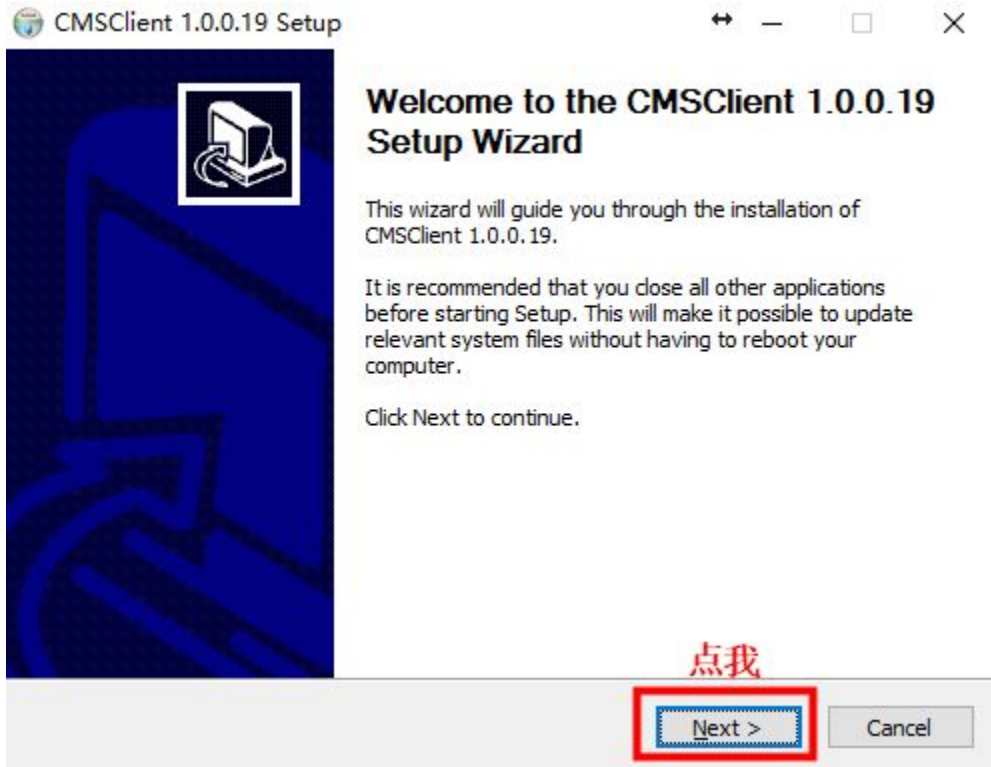 CMSClient 1.0.0.19 Setup
Welcome to the CMSClient 1.0.0.19
Setup Wizard
This wizard will guide you through the installation of
CMSClient 1.0.0.19.
It is recommended that you close all other applications
before starting Setup. This will make it possible to update
relevant system files without having to reboot your
computer.
Click Next to continue.
点我
Next >
Cancel